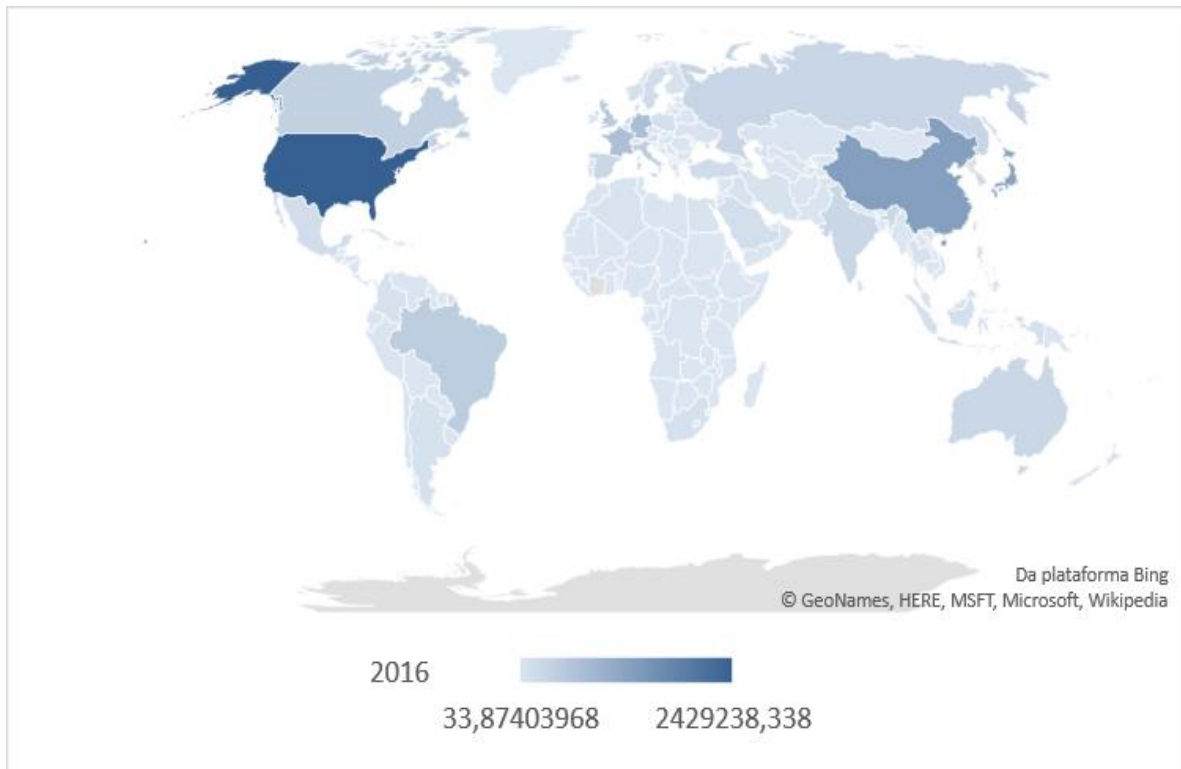 Da plataforma Bing
© GeoNames, HERE, MSFT, Microsoft, Wikipedia
2016
33,87403968 2429238,338